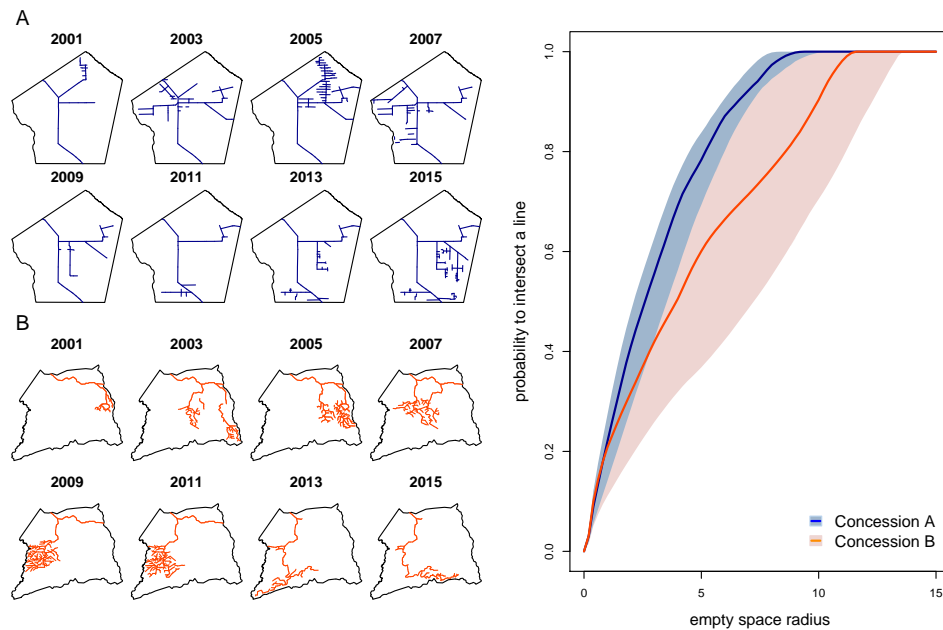 A
2001 2003 2005 2007
2009 2011 2013 2015
B
2001 2003 2005 2007
2009 2011 2013 2015
probability to intersect a line
1.0
0.8
0.6
0.4
0.2
0.0
Concession A
Concession B
0 5 10 15
empty space radius